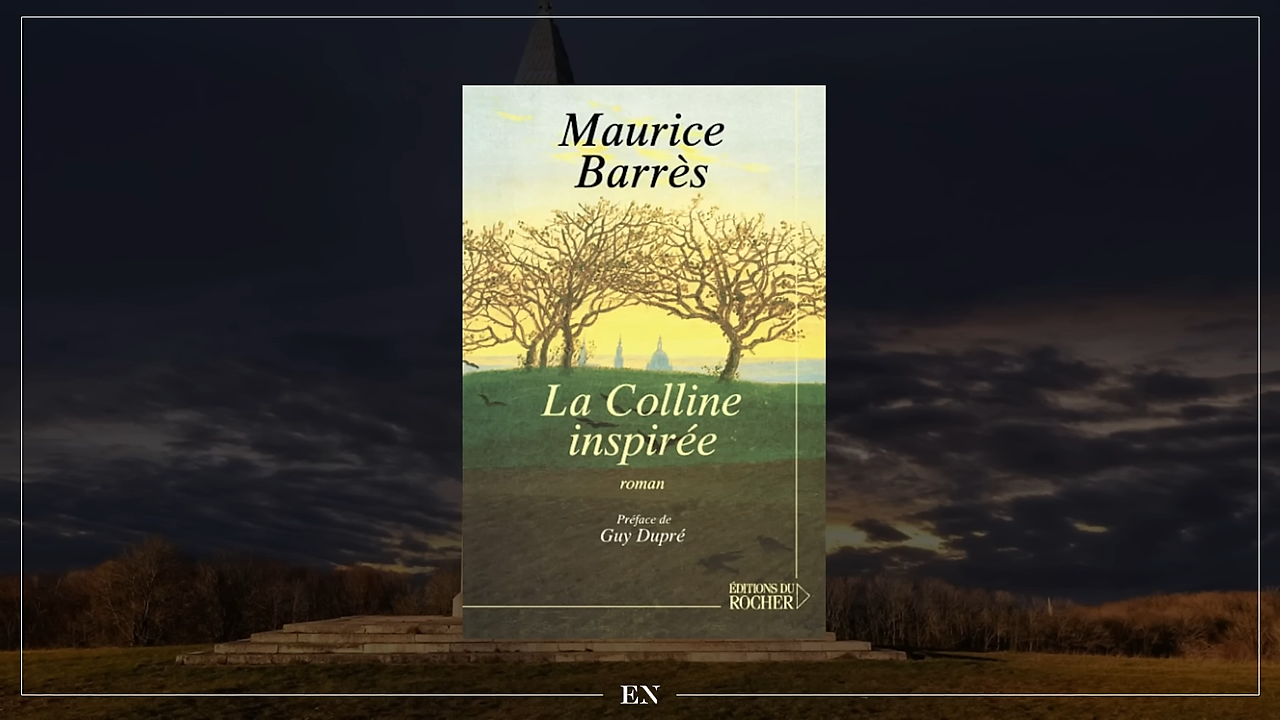 Maurice
Barrès
La Colline
inspirée
roman
Préface de
Guy Dupré
ÉDITIONS DU
ROCHER
EN